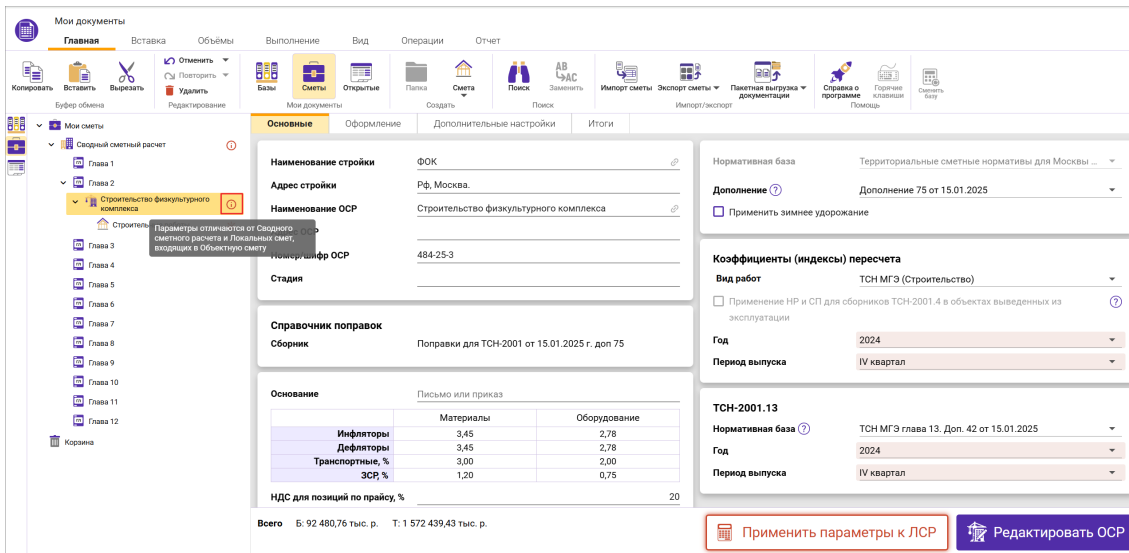 Мои документы
Главная Вставка Объёмы Выполнение Вид Операции Отчет
Копировать Вставить Вырезать
Отменить
Повторить
Удалить
Базы Сметы Открытые Папка Смета Поиск Заменить Импорт сметы Экспорт сметы Пакетная выгрузка документации Справка о программе Горячие клавиши Сменить базу
AB
AC
Буфер обмена Редактирование Мои документы Создать Поиск Импорт/экспорт Помощь
Мои сметы
Сводный сметный расчет
Глава 1
Глава 2
Строительство физкультурного
комплекса
Строитель
Параметры отличаются от Сводного
сметного расчета и Локальных смет,
входящих в Объектную смету
Глава 3
Глава 4
Глава 5
Глава 6
Глава 7
Глава 8
Глава 9
Глава 10
Глава 11
Глава 12
Корзина
Основные Оформление Дополнительные настройки Итоги
Наименование стройки ФОК
Адрес стройки Рф, Москва.
Наименование ОСР Строительство физкультурного комплекса
ОСР
Номер/шифр ОСР 484-25-3
Стадия
Справочник поправок
Сборник Поправки для ТСН-2001 от 15.01.2025 г. доп 75
Основание Письмо или приказ
Материалы Оборудование
Инфляторы 3,45 2,78
Дефляторы 3,45 2,78
Транспортные, % 3,00 2,00
ЗСР, % 1,20 0,75
НДС для позиций по прайсу, % 20
Нормативная база Территориальные сметные нормативы для Москвы ...
Дополнение ? Дополнение 75 от 15.01.2025
Применить зимнее удорожание
Коэффициенты (индексы) пересчета
Вид работ ТСН МГЭ (Строительство)
Применение НР и СП для сборников ТСН-2001.4 в объектах выведенных из ?
эксплуатации
Год 2024
Период выпуска IV квартал
ТСН-2001.13
Нормативная база ? ТСН МГЭ глава 13. Доп. 42 от 15.01.2025
Год 2024
Период выпуска IV квартал
Всего Б: 92 480,76 тыс. р. Т: 1 572 439,43 тыс. р.
Применить параметры к ЛСР Редактировать ОСР